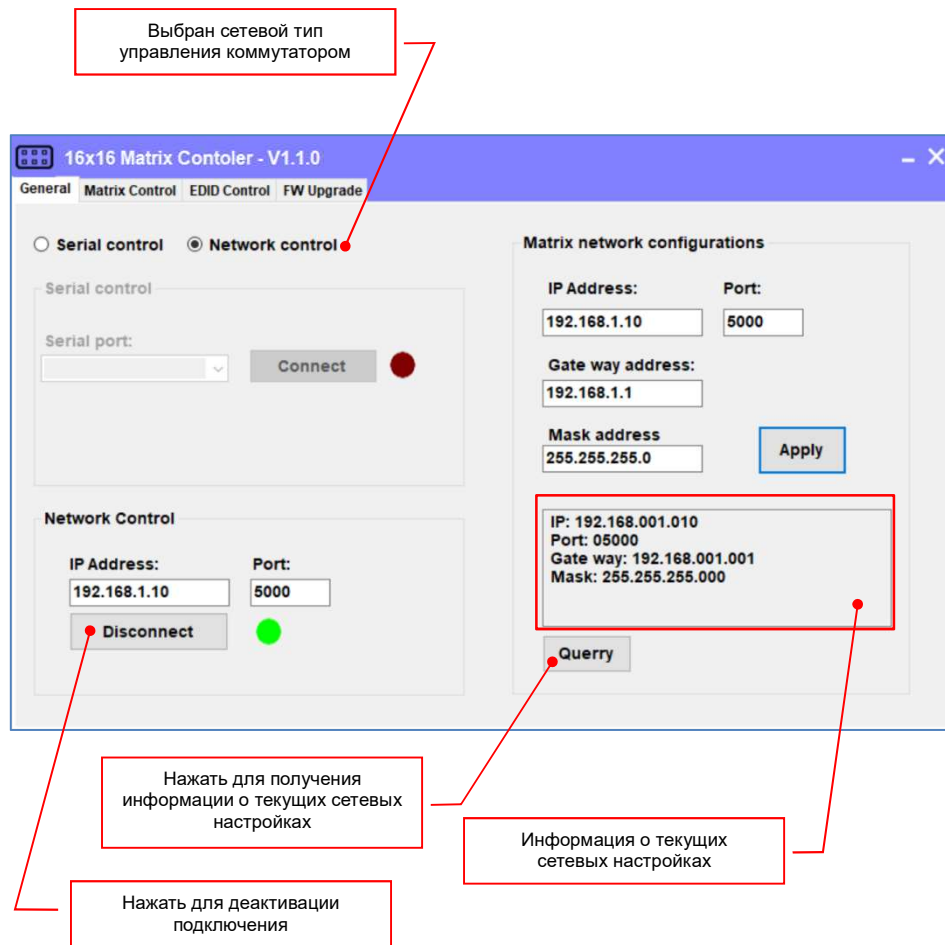 Выбран сетевой тип
управления коммутатором
16x16 Matrix Contoler - V1.1.0
General Matrix Control EDID Control FW Upgrade
Serial control Network control
Serial control
Serial port:
Connect
Network Control
IP Address: Port:
192.168.1.10 5000
Disconnect
Matrix network configurations
IP Address: Port:
192.168.1.10 5000
Gate way address:
192.168.1.1
Mask address
255.255.255.0
Apply
IP: 192.168.001.010
Port: 05000
Gate way: 192.168.001.001
Mask: 255.255.255.000
Querry
Нажать для получения
информации о текущих сетевых
настройках
Информация о текущих
сетевых настройках
Нажать для деактивации
подключения